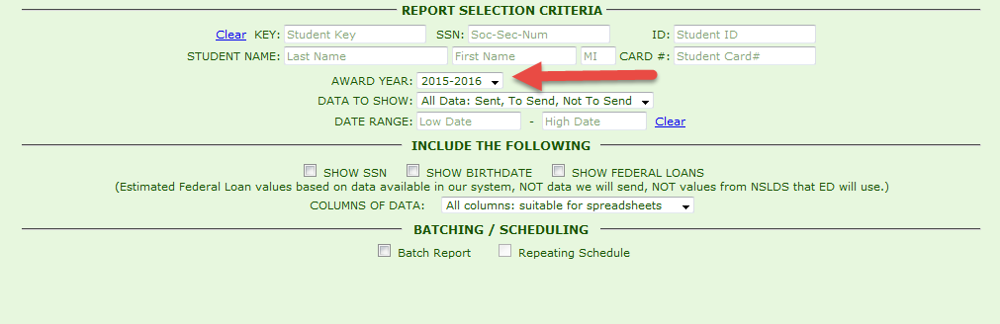 REPORT SELECTION CRITERIA
Clear KEY: Student Key SSN: Soc-Sec-Num ID: Student ID
STUDENT NAME: Last Name First Name MI CARD #: Student Card#
AWARD YEAR: 2015-2016
DATA TO SHOW: All Data: Sent, To Send, Not To Send
DATE RANGE: Low Date - High Date Clear
INCLUDE THE FOLLOWING
SHOW SSN SHOW BIRTHDATE SHOW FEDERAL LOANS
(Estimated Federal Loan values based on data available in our system, NOT data we will send, NOT values from NSLDS that ED will use.)
COLUMNS OF DATA: All columns: suitable for spreadsheets
BATCHING / SCHEDULING
Batch Report Repeating Schedule